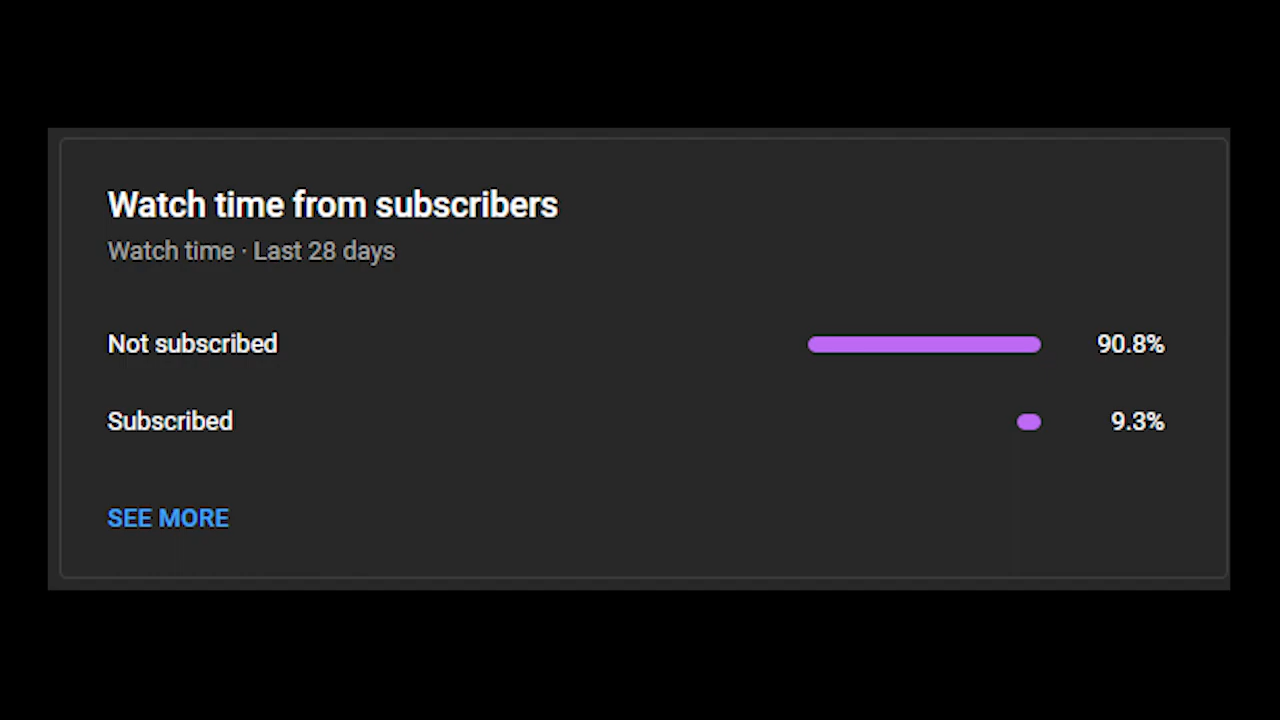 Watch time from subscribers
Watch time · Last 28 days
Not subscribed 90.8%
Subscribed 9.3%
SEE MORE